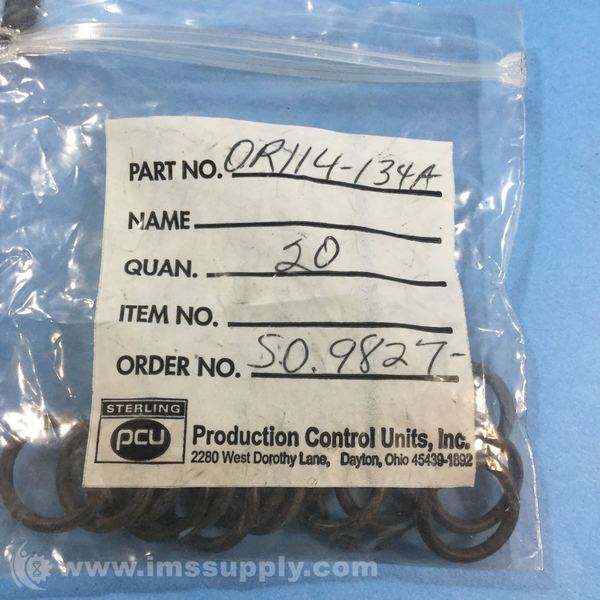 PART NO. OR114-134A
NAME
QUAN. 20
ITEM NO.
ORDER NO. S.O. 9827-
STERLING
pcu
Production Control Units, Inc.
2280 West Dorothy Lane, Dayton, Ohio 45439-1892
© www.imssupply.com